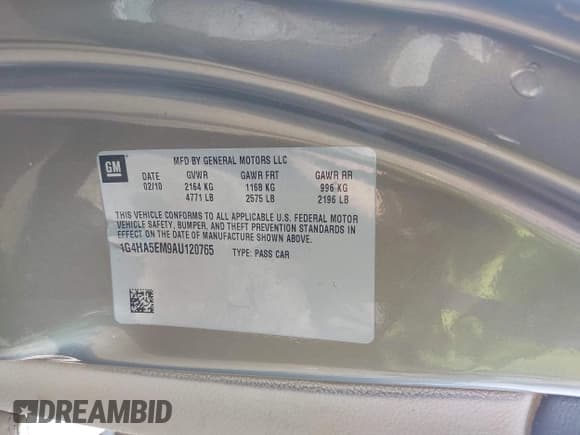 GM
MFD BY GENERAL MOTORS LLC
DATE GVWR GAWR FRT GAWR RR
02/10 2164 KG 1168 KG 996 KG
4771 LB 2575 LB 2196 LB
THIS VEHICLE CONFORMS TO ALL APPLICABLE U.S. FEDERAL MOTOR
VEHICLE SAFETY, BUMPER, AND THEFT PREVENTION STANDARDS IN
EFFECT ON THE DATE OF MANUFACTURE SHOWN ABOVE.
1G4HA5EM9AU120765 TYPE: PASS CAR
DREAMBID